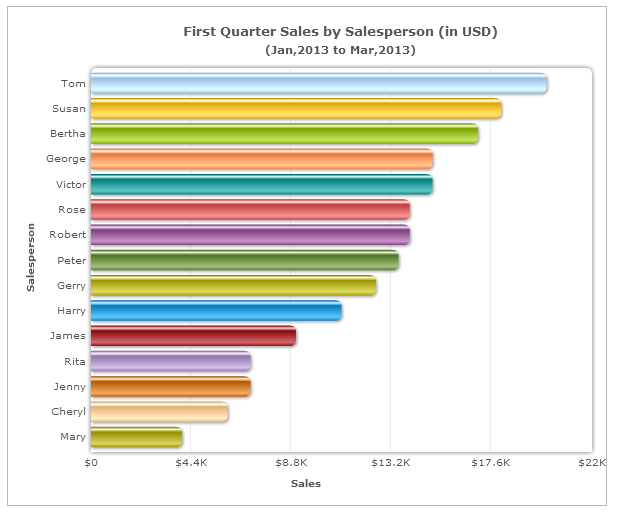 First Quarter Sales by Salesperson (in USD)
(Jan,2013 to Mar,2013)
Salesperson
Tom
Susan
Bertha
George
Victor
Rose
Robert
Peter
Gerry
Harry
James
Rita
Jenny
Cheryl
Mary
$0 $4.4K $8.8K $13.2K $17.6K $22K
Sales